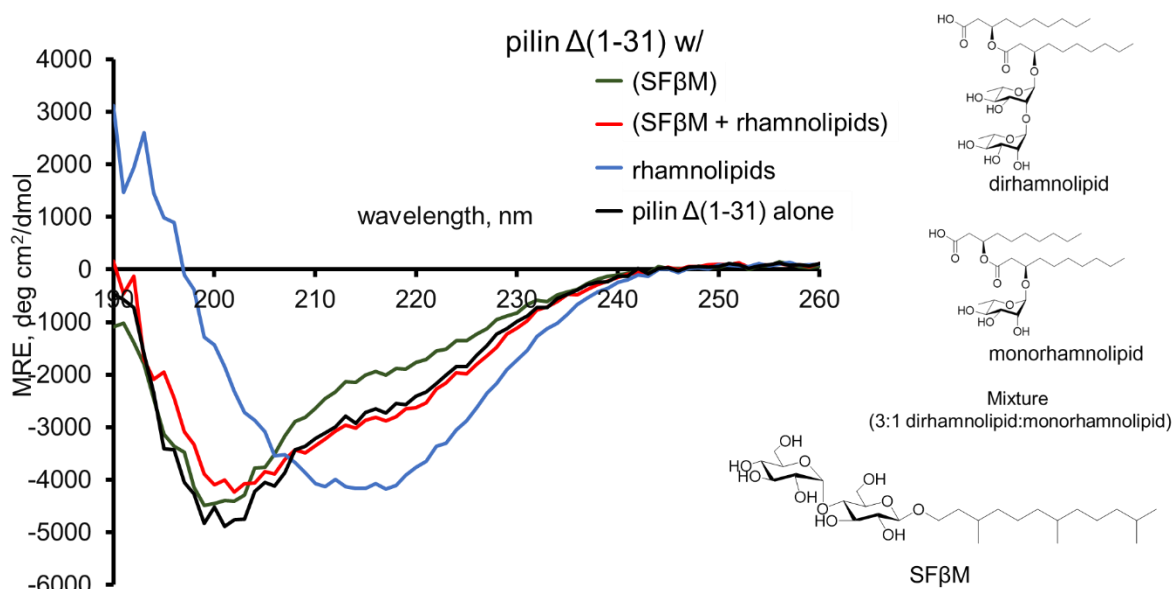 pilin Δ(1-31) w/
(SFβM)
(SFβM + rhamnolipids)
rhamnolipids
pilin Δ(1-31) alone
wavelength, nm
MRE, deg cm²/dmol
4000
3000
2000
1000
0
-1000
-2000
-3000
-4000
-5000
-6000
190
200
210
220
230
240
250
260
HO
O
O
O
O
O
HO
HO
O
O
HO
HO
OH
dirhamnolipid
HO
O
O
O
O
O
HO
HO
OH
monorhamnolipid
Mixture
(3:1 dirhamnolipid:monorhamnolipid)
OH
HO
HO
O
HO
O
OH
O
HO
OH
O
SFβM